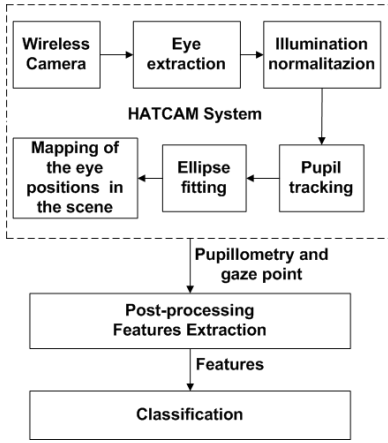 Wireless
Camera
Eye
extraction
Illumination
normalitazion
HATCAM System
Mapping of
the eye
positions in
the scene
Ellipse
fitting
Pupil
tracking
Pupillometry and
gaze point
Post-processing
Features Extraction
Features
Classification